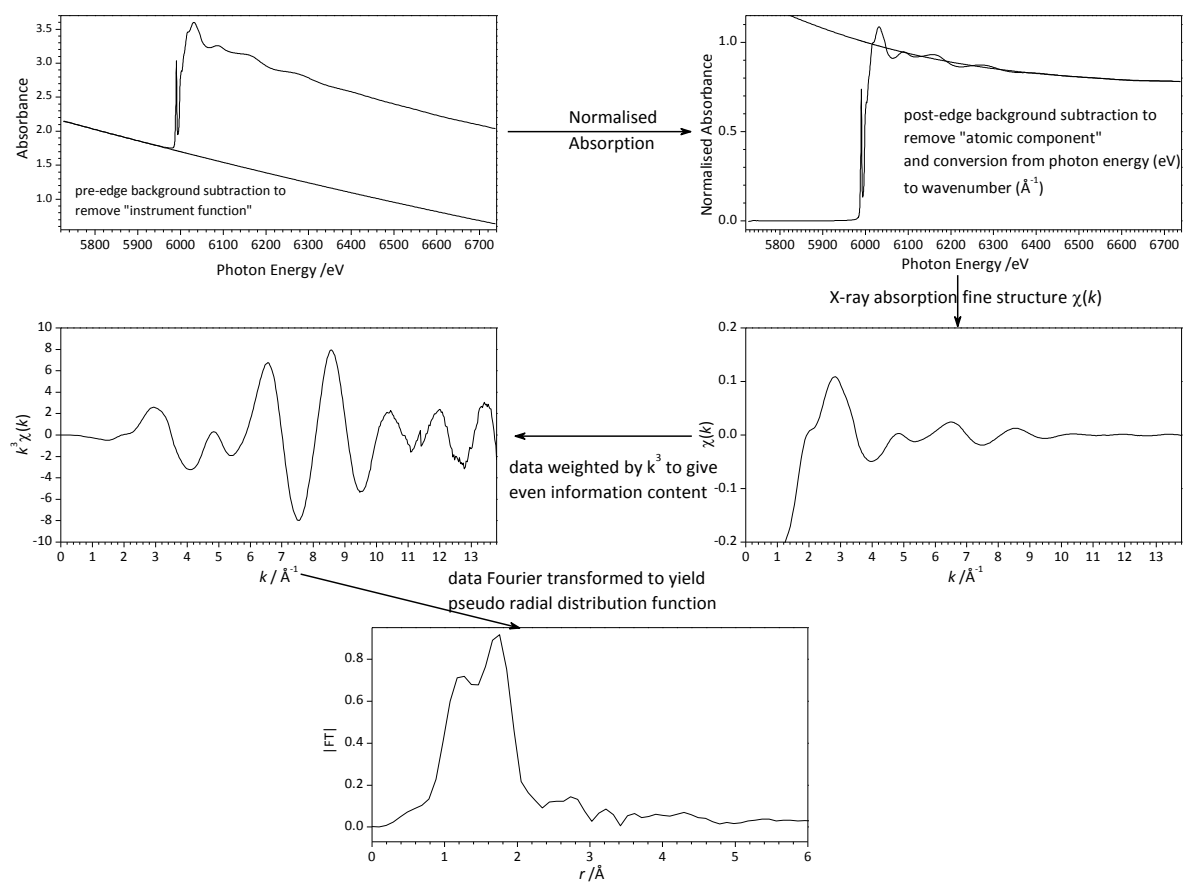 3.5
3.0
2.5
2.0
1.5
1.0
Absorbance
pre-edge background subtraction to
remove "instrument function"
5800 5900 6000 6100 6200 6300 6400 6500 6600 6700
Photon Energy /eV
Normalised
Absorption
1.0
0.5
0.0
Normalised Absorbance
post-edge background subtraction to
remove "atomic component"
and conversion from photon energy (eV)
to wavenumber (Å⁻¹)
5800 5900 6000 6100 6200 6300 6400 6500 6600 6700
Photon Energy /eV
X-ray absorption fine structure χ(k)
10
8
6
4
2
0
-2
-4
-6
-8
-10
k³χ(k)
0 1 2 3 4 5 6 7 8 9 10 11 12 13
k / Å⁻¹
data weighted by k³ to give
even information content
0.2
0.1
0.0
-0.1
-0.2
χ(k)
0 1 2 3 4 5 6 7 8 9 10 11 12 13
k /Å⁻¹
data Fourier transformed to yield
pseudo radial distribution function
0.8
0.6
0.4
0.2
0.0
|FT|
0 1 2 3 4 5 6
r /Å